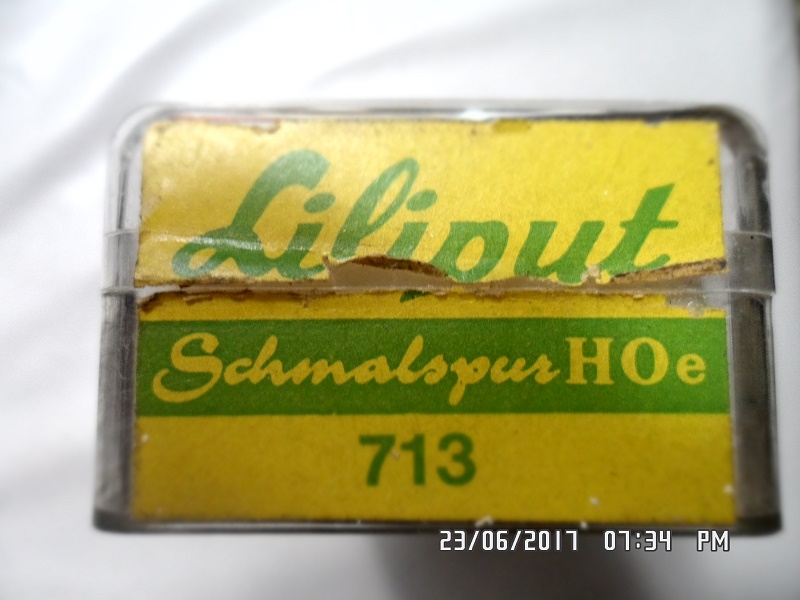 Liliput
Schmalspur HOe
713
23/06/2017 07:34 PM